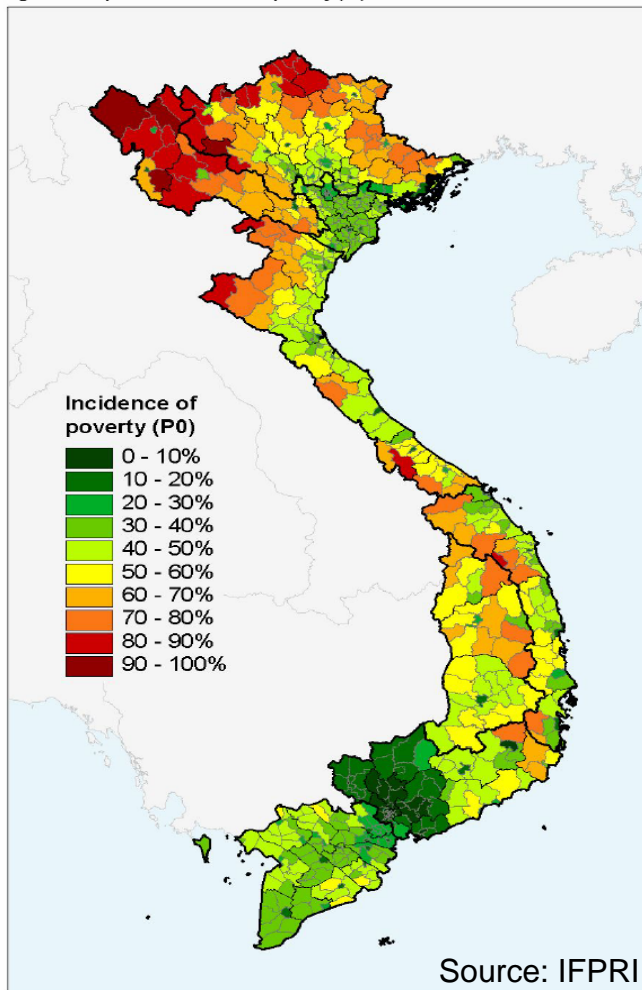 Incidence of
poverty (P0)
0 - 10%
10 - 20%
20 - 30%
30 - 40%
40 - 50%
50 - 60%
60 - 70%
70 - 80%
80 - 90%
90 - 100%
Source: IFPRI